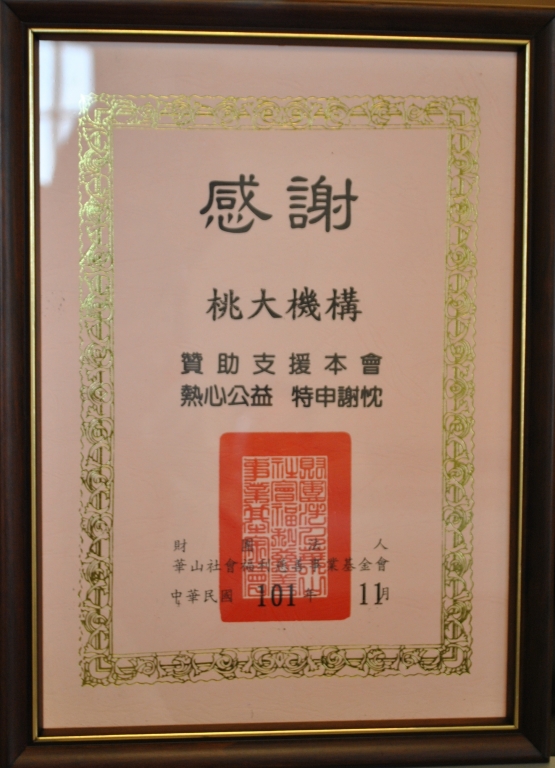 感謝
桃大機構
贊助支援本會
熱心公益 特申謝忱
財團法人
華山社會福利慈善事業基金會
中華民國 101 年 11 月